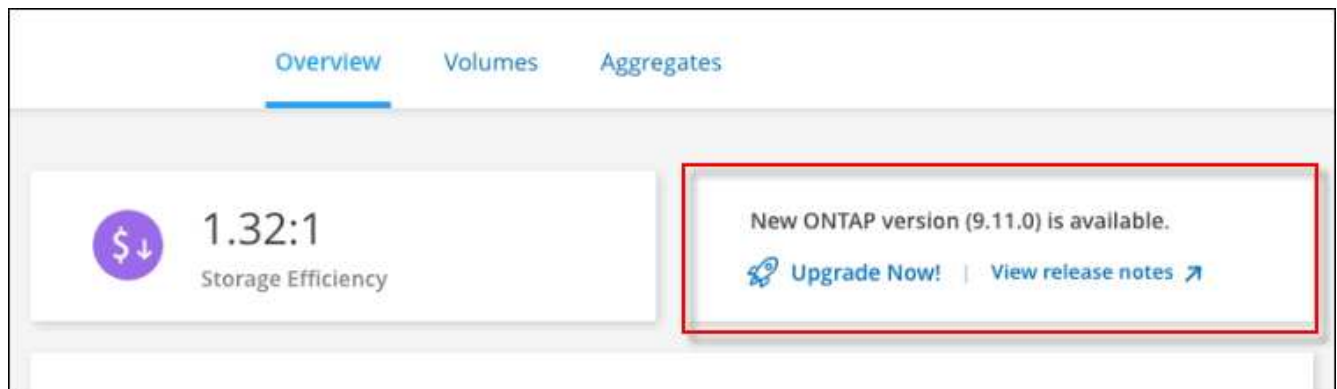 Overview Volumes Aggregates
1.32:1
Storage Efficiency
New ONTAP version (9.11.0) is available.
Upgrade Now! | View release notes